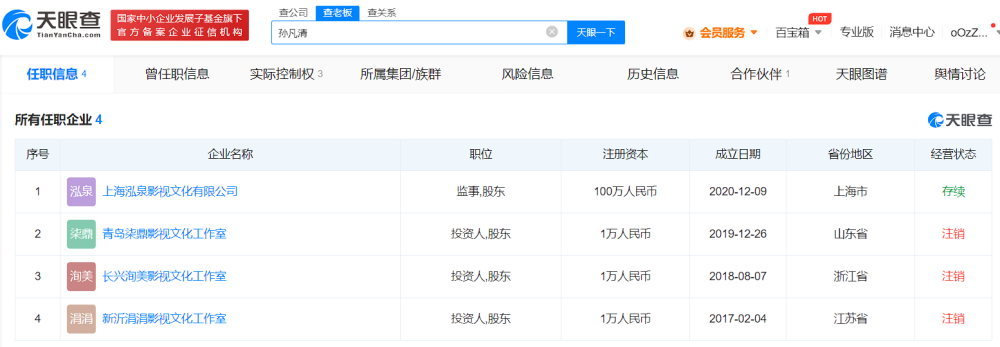 天眼查
TianYanCha.com
国家中小企业发展子基金旗下
官方备案企业征信机构
查公司 查老板 查关系
孙凡清
天眼一下
会员服务
百宝箱
HOT
专业版
消息中心
oOzZ...
任职信息 4
曾任职信息
实际控制权 3
所属集团/族群
风险信息
历史信息
合作伙伴 1
天眼图谱
舆情讨论
所有任职企业 4
天眼查
序号 企业名称 职位 注册资本 成立日期 省份地区 经营状态
1 泓泉 上海泓泉影视文化有限公司 监事,股东 100万人民币 2020-12-09 上海市 存续
2 柒鼎 青岛柒鼎影视文化工作室 投资人,股东 1万人民币 2019-12-26 山东省 注销
3 洵美 长兴洵美影视文化工作室 投资人,股东 1万人民币 2018-08-07 浙江省 注销
4 涓涓 新沂涓涓影视文化工作室 投资人,股东 1万人民币 2017-02-04 江苏省 注销